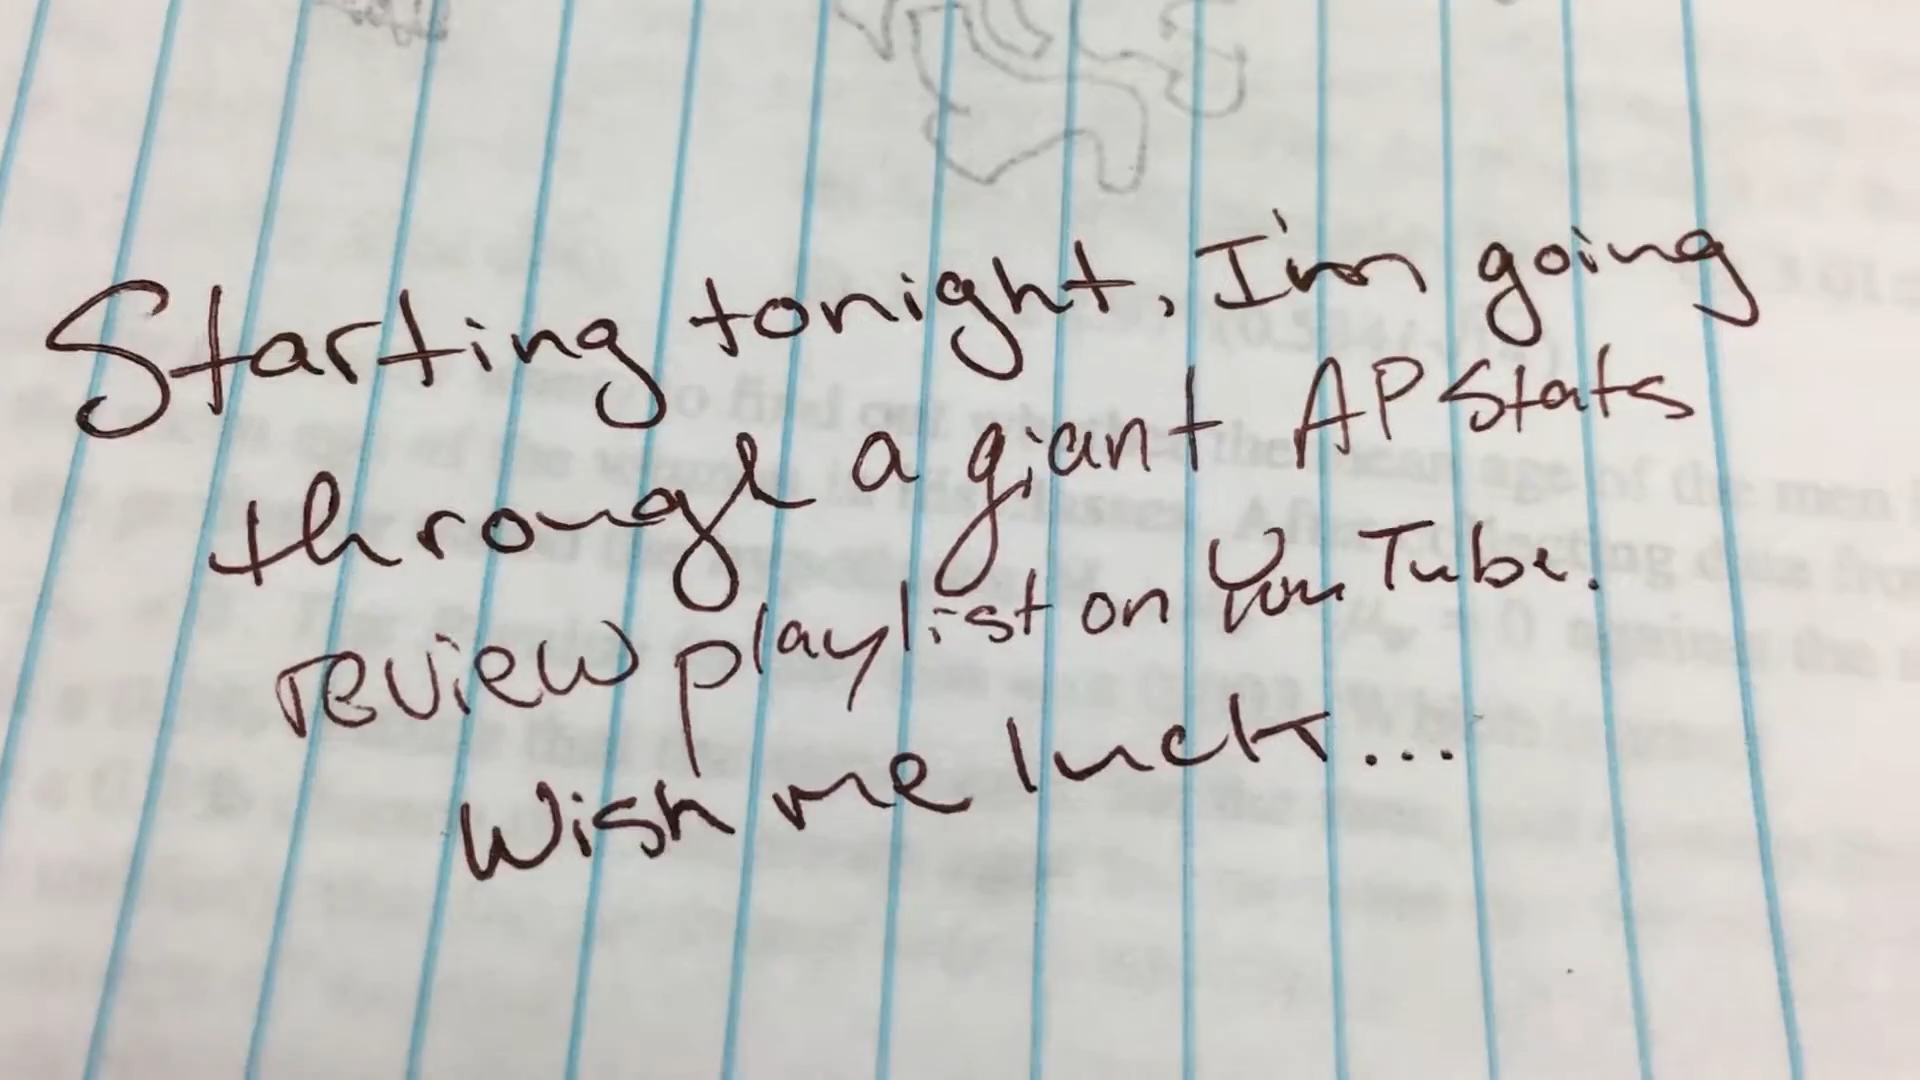 Starting tonight, I'm going
through a giant AP Stats
review playlist on YouTube.
Wish me luck...